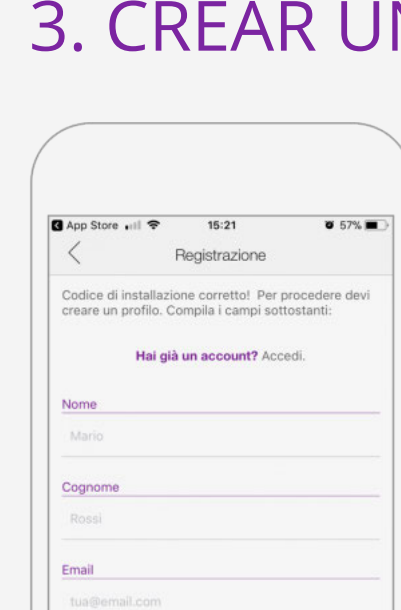 3. CREAR UN
App Store 15:21 57%
Registrazione
Codice di installazione corretto! Per procedere devi
creare un profilo. Compila i campi sottostanti:
Hai già un account? Accedi.
Nome
Mario
Cognome
Rossi
Email
tua@email.com